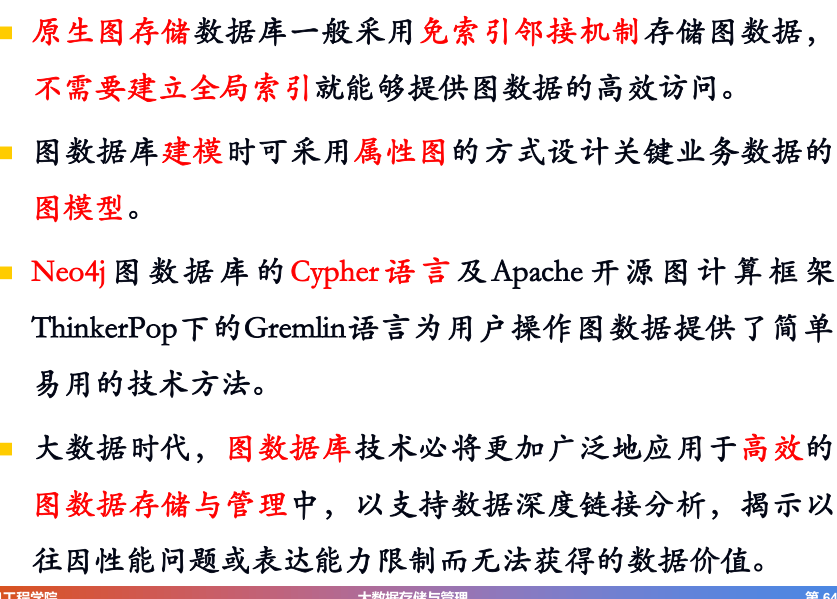 原生图存储数据库一般采用免索引邻接机制存储图数据，
不需要建立全局索引就能够提供图数据的高效访问。
图数据库建模时可采用属性图的方式设计关键业务数据的
图模型。
Neo4j图数据库的Cypher语言及Apache开源图计算框架
ThinkerPop下的Gremlin语言为用户操作图数据提供了简单
易用的技术方法。
大数据时代，图数据库技术必将更加广泛地应用于高效的
图数据存储与管理中，以支持数据深度链接分析，揭示以
往因性能问题或表达能力限制而无法获得的数据价值。
工程学院 大数据存储与管理 第 64